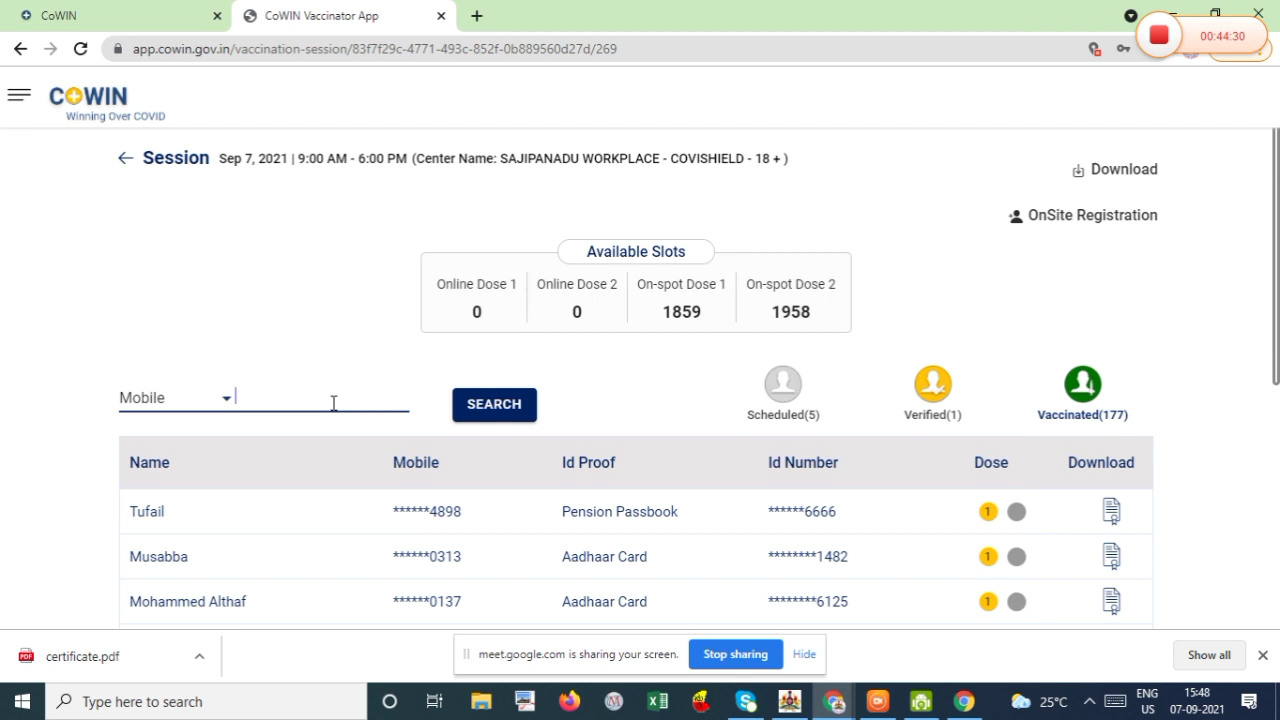 CoWIN
CoWIN Vaccinator App
app.cowin.gov.in/vaccination-session/83f7f29c-4771-493c-852f-0b889560d27d/269
00:44:30
COWIN
Winning Over COVID
Session Sep 7, 2021 | 9:00 AM - 6:00 PM (Center Name: SAJIPANADU WORKPLACE - COVISHIELD - 18 + )
Download
OnSite Registration
Available Slots
Online Dose 1 Online Dose 2 On-spot Dose 1 On-spot Dose 2
0 0 1859 1958
Mobile SEARCH
Scheduled(5) Verified(1) Vaccinated(177)
Name Mobile Id Proof Id Number Dose Download
Tufail ******4898 Pension Passbook ******6666 1
Musabba ******0313 Aadhaar Card ********1482 1
Mohammed Althaf ******0137 Aadhaar Card ********6125 1
certificate.pdf
meet.google.com is sharing your screen. Stop sharing Hide
Show all
Type here to search
25°C
ENG
US
15:48
07-09-2021